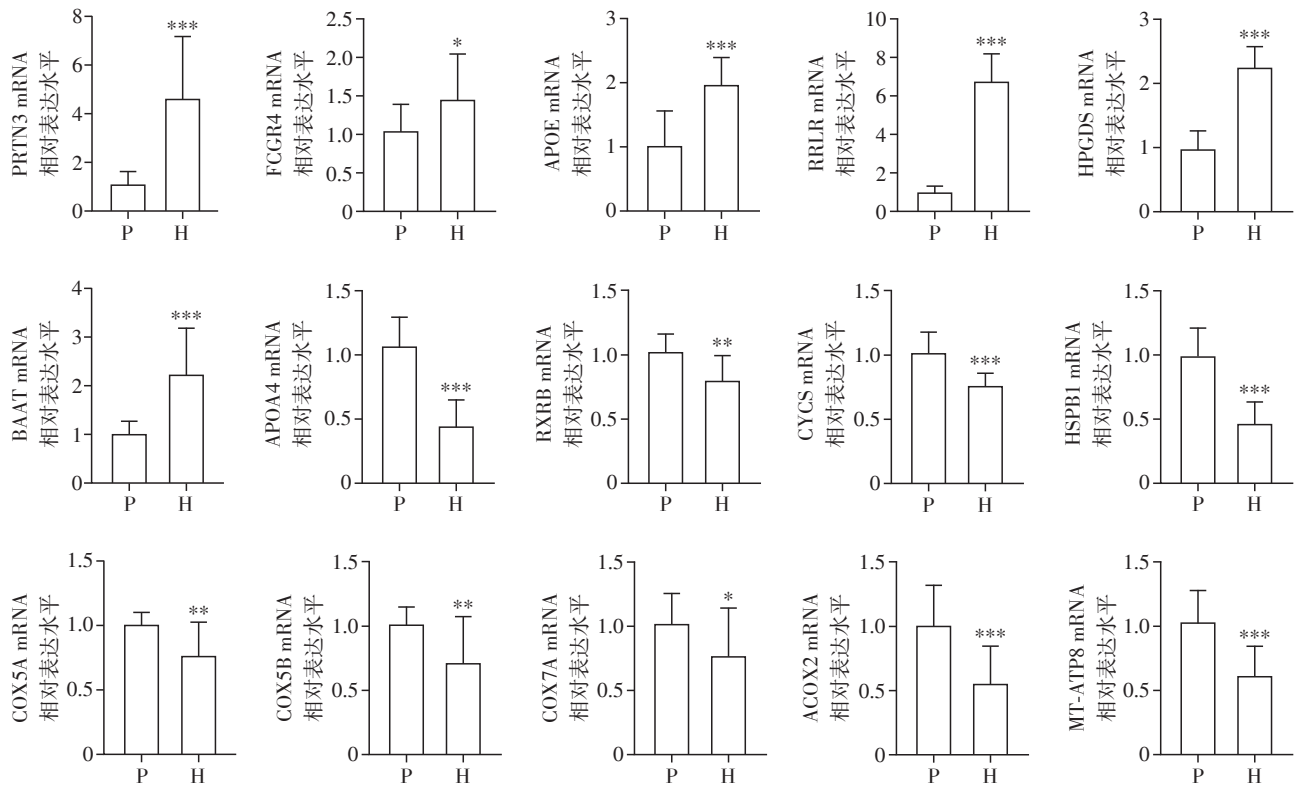 PRTN3 mRNA
相对表达水平
8
6
4
2
0
***
P
H
FCGR4 mRNA
相对表达水平
2.5
2.0
1.5
1.0
0.5
0
*
P
H
APOE mRNA
相对表达水平
3
2
1
0
***
P
H
RRLR mRNA
相对表达水平
10
8
6
4
2
0
***
P
H
HPGDS mRNA
相对表达水平
3
2
1
0
***
P
H
BAAT mRNA
相对表达水平
4
3
2
1
0
***
P
H
APOA4 mRNA
相对表达水平
1.5
1.0
0.5
0
***
P
H
RXRB mRNA
相对表达水平
1.5
1.0
0.5
0
**
P
H
CYCS mRNA
相对表达水平
1.5
1.0
0.5
0
***
P
H
HSPB1 mRNA
相对表达水平
1.5
1.0
0.5
0
***
P
H
COX5A mRNA
相对表达水平
1.5
1.0
0.5
0
**
P
H
COX5B mRNA
相对表达水平
1.5
1.0
0.5
0
**
P
H
COX7A mRNA
相对表达水平
1.5
1.0
0.5
0
*
P
H
ACOX2 mRNA
相对表达水平
1.5
1.0
0.5
0
***
P
H
MT-ATP8 mRNA
相对表达水平
1.5
1.0
0.5
0
***
P
H